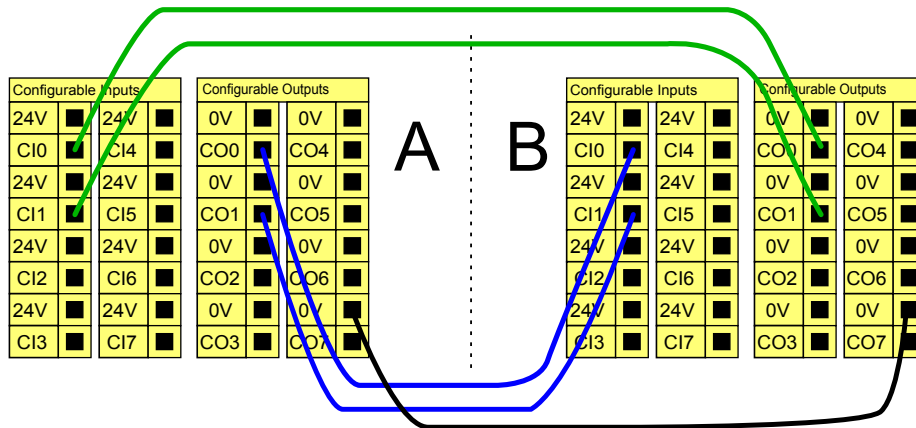 Configurable Inputs
24V 24V
CI0 CI4
24V 24V
CI1 CI5
24V 24V
CI2 CI6
24V 24V
CI3 CI7
Configurable Outputs
0V 0V
CO0 CO4
0V 0V
CO1 CO5
0V 0V
CO2 CO6
0V 0V
CO3 CO7
A
B
Configurable Inputs
24V 24V
CI0 CI4
24V 24V
CI1 CI5
24V 24V
CI2 CI6
24V 24V
CI3 CI7
Configurable Outputs
0V 0V
CO0 CO4
0V 0V
CO1 CO5
0V 0V
CO2 CO6
0V 0V
CO3 CO7